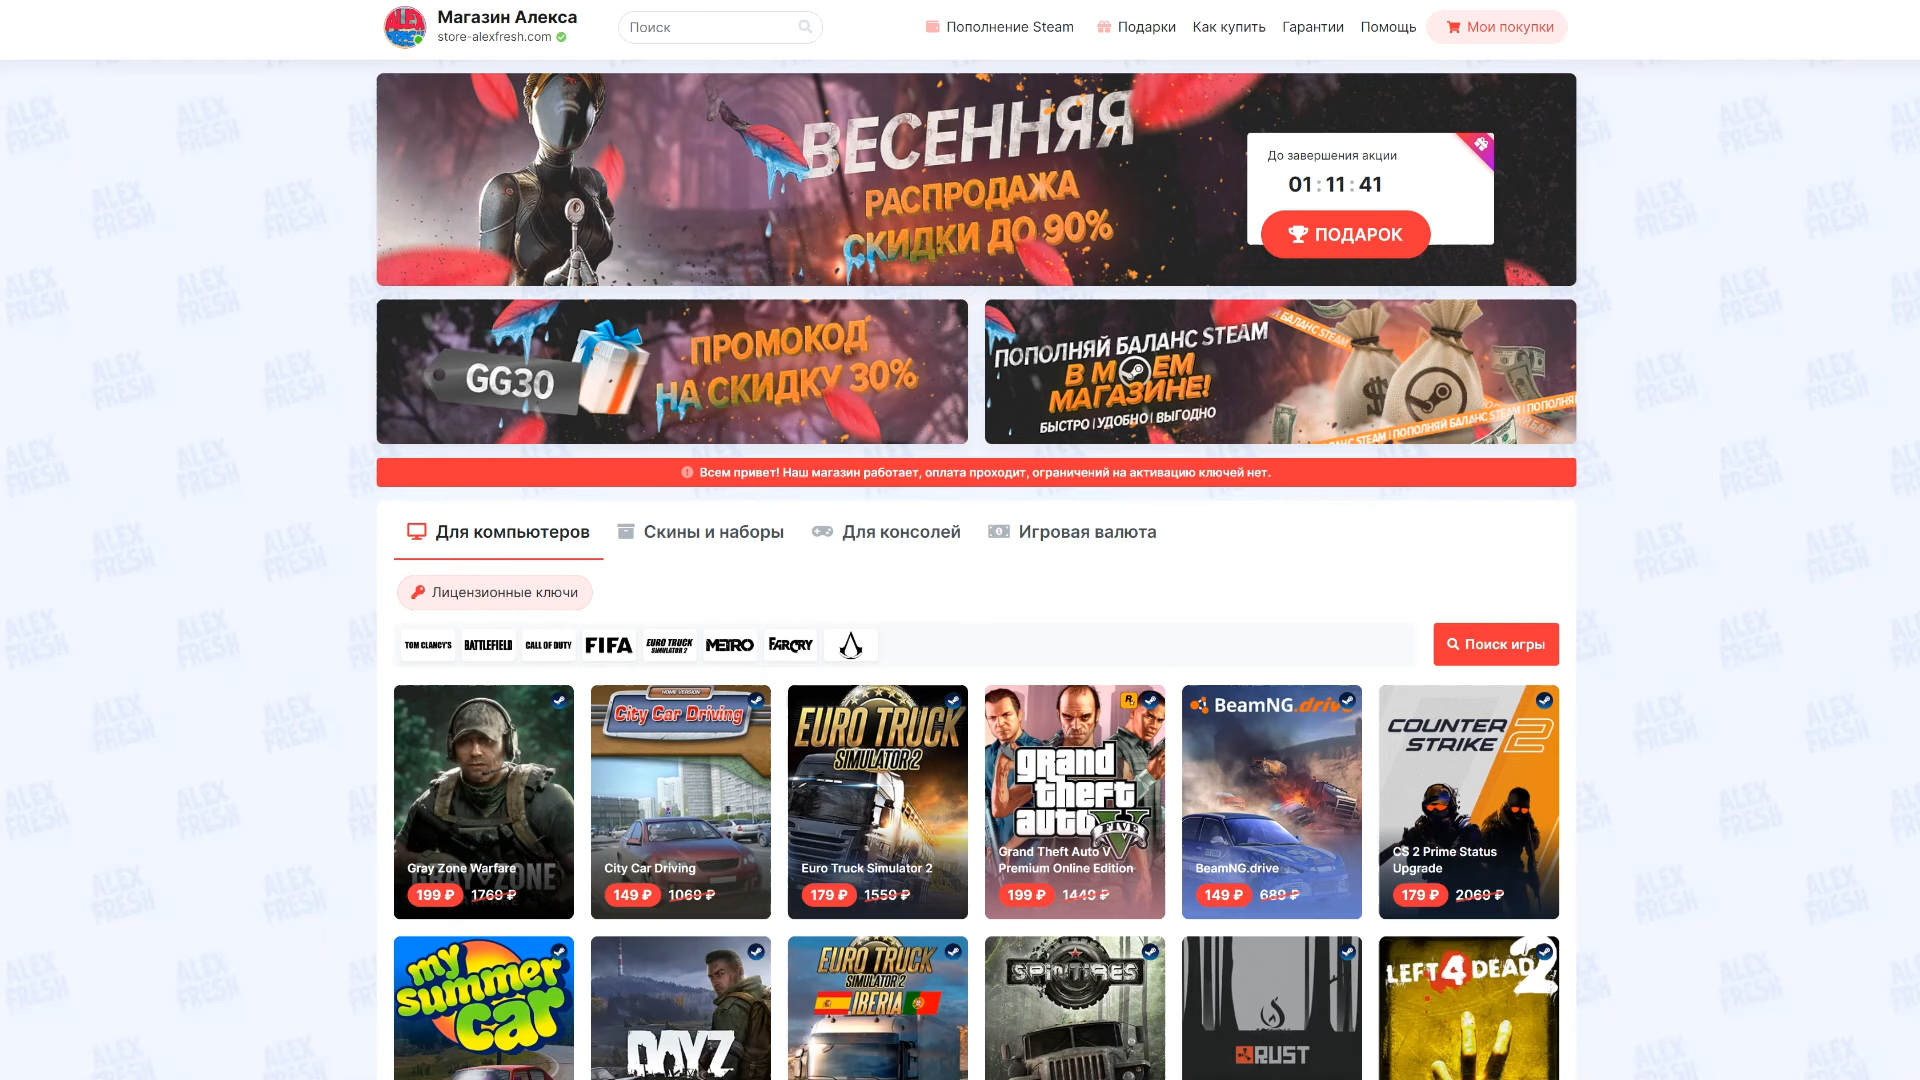 Магазин Алекса
store-alexfresh.com
Поиск
Пополнение Steam
Подарки
Как купить
Гарантии
Помощь
Мои покупки
ВЕСЕННЯЯ
РАСПРОДАЖА
СКИДКИ ДО 90%
До завершения акции
01 : 11 : 41
ПОДАРОК
GG30
ПРОМОКОД
НА СКИДКУ 30%
ПОПОЛНЯЙ БАЛАНС STEAM
В МОЕМ
МАГАЗИНЕ!
БЫСТРО | УДОБНО | ВЫГОДНО
Всем привет! Наш магазин работает, оплата проходит, ограничений на активацию ключей нет.
Для компьютеров
Скины и наборы
Для консолей
Игровая валюта
Лицензионные ключи
TOM CLANCY'S
BATTLEFIELD
CALL OF DUTY
FIFA
EURO TRUCK
SIMULATOR 2
METRO
FARCRY
Поиск игры
Gray Zone Warfare
199 ₽ 1769 ₽
HOME VERSION
City Car Driving
City Car Driving
149 ₽ 1069 ₽
EURO TRUCK
SIMULATOR 2
Euro Truck Simulator 2
179 ₽ 1559 ₽
grand
theft
auto
FIVE
Grand Theft Auto V
Premium Online Edition
199 ₽ 1449 ₽
BeamNG.drive
BeamNG.drive
149 ₽ 689 ₽
COUNTER
STRIKE 2
CS 2 Prime Status
Upgrade
179 ₽ 2069 ₽
my
summer
car
DAYZ
EURO TRUCK
SIMULATOR 2
IBERIA
SPINTIRES
RUST
LEFT 4 DEAD 2
ALEX
FRESH